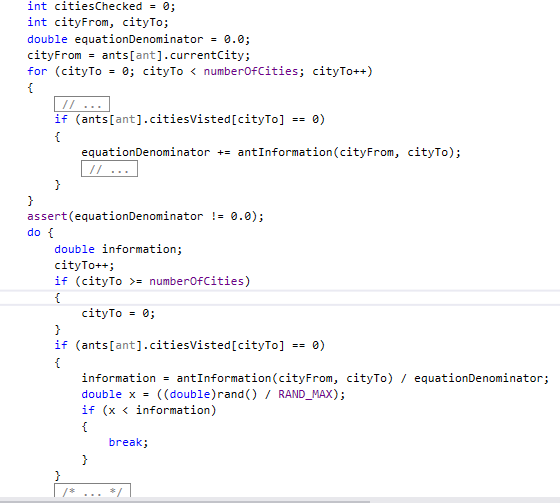 int citiesChecked = 0;
int cityFrom, cityTo;
double equationDenominator = 0.0;
cityFrom = ants[ant].currentCity;
for (cityTo = 0; cityTo < numberOfCities; cityTo++)
{
// ...
if (ants[ant].citiesVisted[cityTo] == 0)
{
equationDenominator += antInformation(cityFrom, cityTo);
// ...
}
}
assert(equationDenominator != 0.0);
do {
double information;
cityTo++;
if (cityTo >= numberOfCities)
{
cityTo = 0;
}
if (ants[ant].citiesVisted[cityTo] == 0)
{
information = antInformation(cityFrom, cityTo) / equationDenominator;
double x = ((double)rand() / RAND_MAX);
if (x < information)
{
break;
}
}
/* ... */